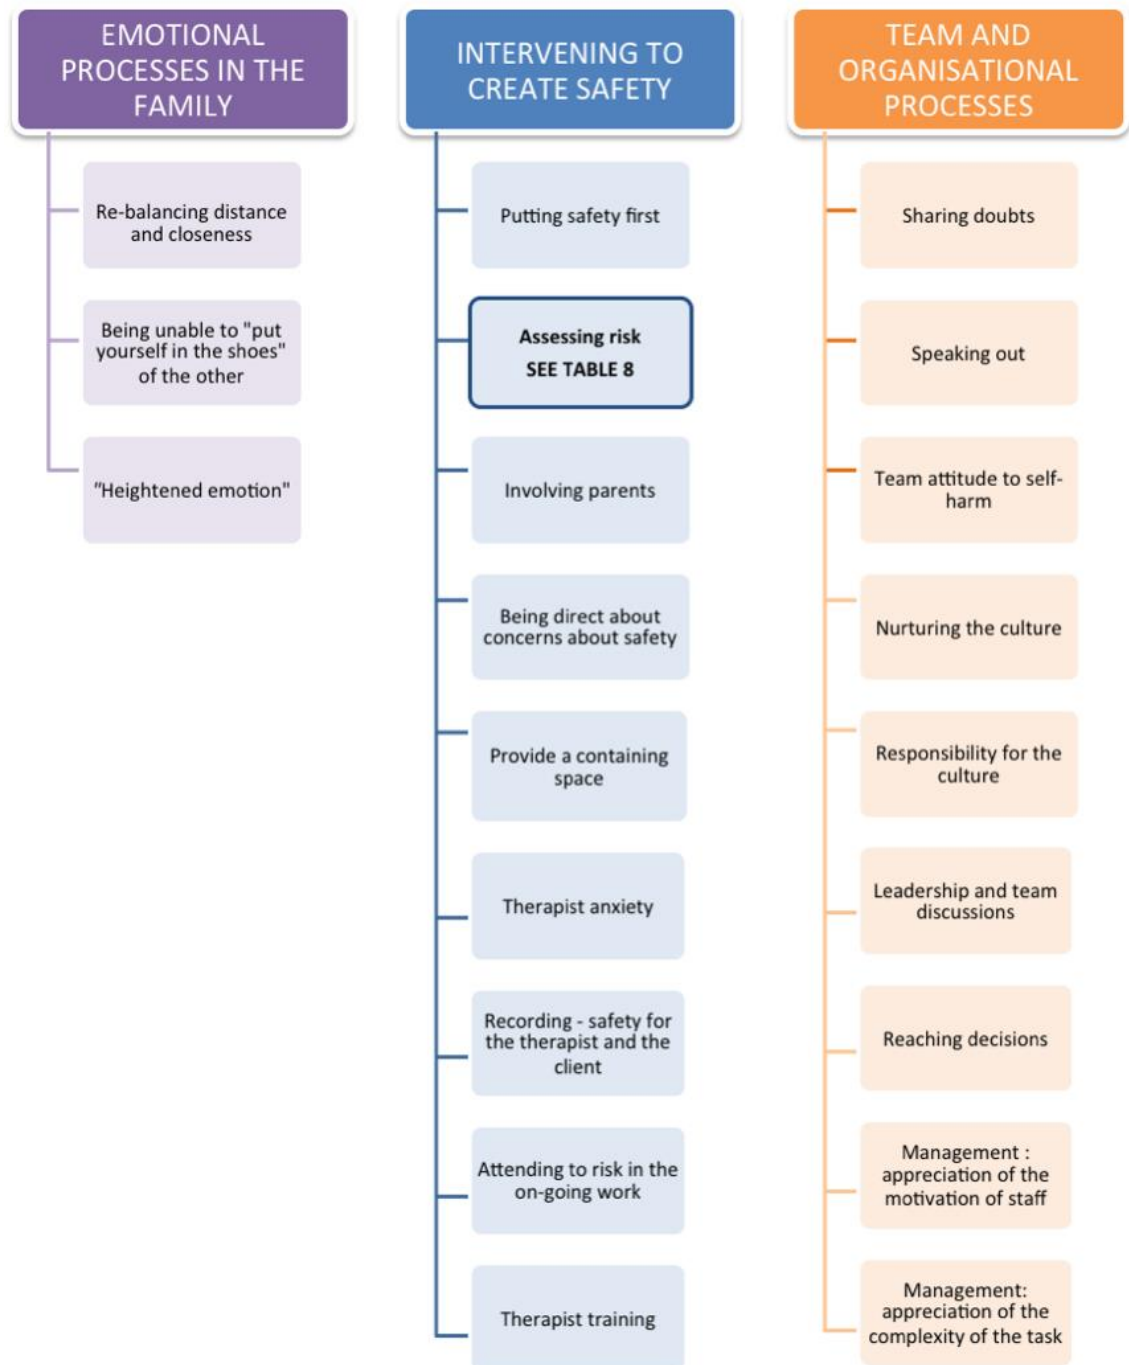 EMOTIONAL
PROCESSES IN THE
FAMILY
Re-balancing distance
and closeness
Being unable to "put
yourself in the shoes"
of the other
"Heightened emotion"
INTERVENING TO
CREATE SAFETY
Putting safety first
Assessing risk
SEE TABLE 8
Involving parents
Being direct about
concerns about safety
Provide a containing
space
Therapist anxiety
Recording - safety for
the therapist and the
client
Attending to risk in the
on-going work
Therapist training
TEAM AND
ORGANISATIONAL
PROCESSES
Sharing doubts
Speaking out
Team attitude to self-
harm
Nurturing the culture
Responsibility for the
culture
Leadership and team
discussions
Reaching decisions
Management :
appreciation of the
motivation of staff
Management:
appreciation of the
complexity of the task